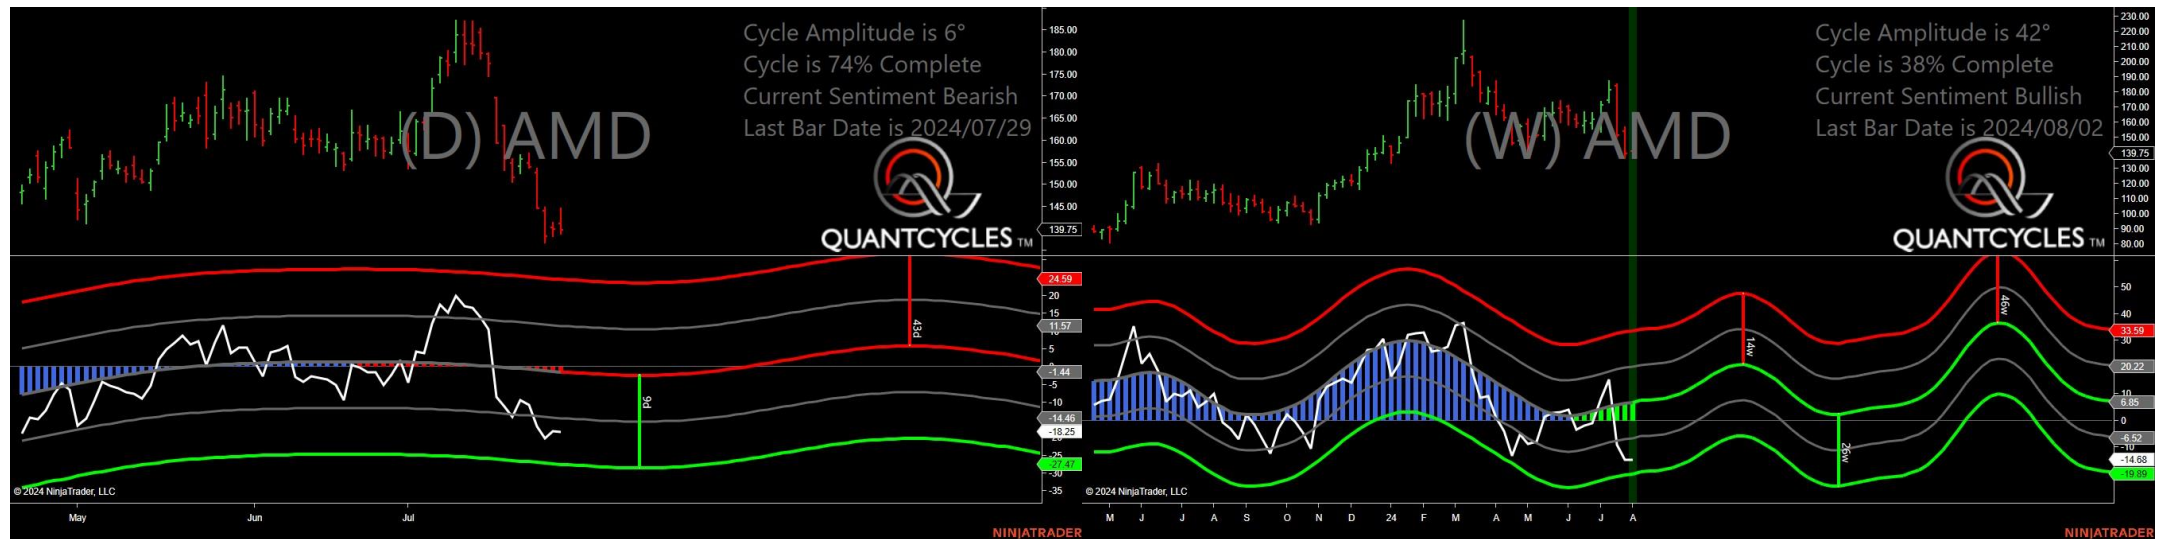 Cycle Amplitude is 6°
Cycle is 74% Complete
Current Sentiment Bearish
Last Bar Date is 2024/07/29
(D) AMD
QUANTCYCLES TM
185.00
180.00
175.00
170.00
165.00
160.00
155.00
150.00
145.00
139.75
24.59
20
15
11.57
5
-1.44
-5
-10
-14.46
-18.25
-27.47
-30
-35
43d
9d
© 2024 NinjaTrader, LLC
May Jun Jul
NINJATRADER
Cycle Amplitude is 42°
Cycle is 38% Complete
Current Sentiment Bullish
Last Bar Date is 2024/08/02
(W) AMD
QUANTCYCLES TM
230.00
220.00
210.00
200.00
190.00
180.00
170.00
160.00
150.00
139.75
130.00
120.00
110.00
100.00
90.00
80.00
50
40
33.59
30
20.22
10
6.85
0
-6.52
-10
-14.68
-19.89
14w
26w
46w
© 2024 NinjaTrader, LLC
M J J A S O N D 24 F M A M J J A
NINJATRADER